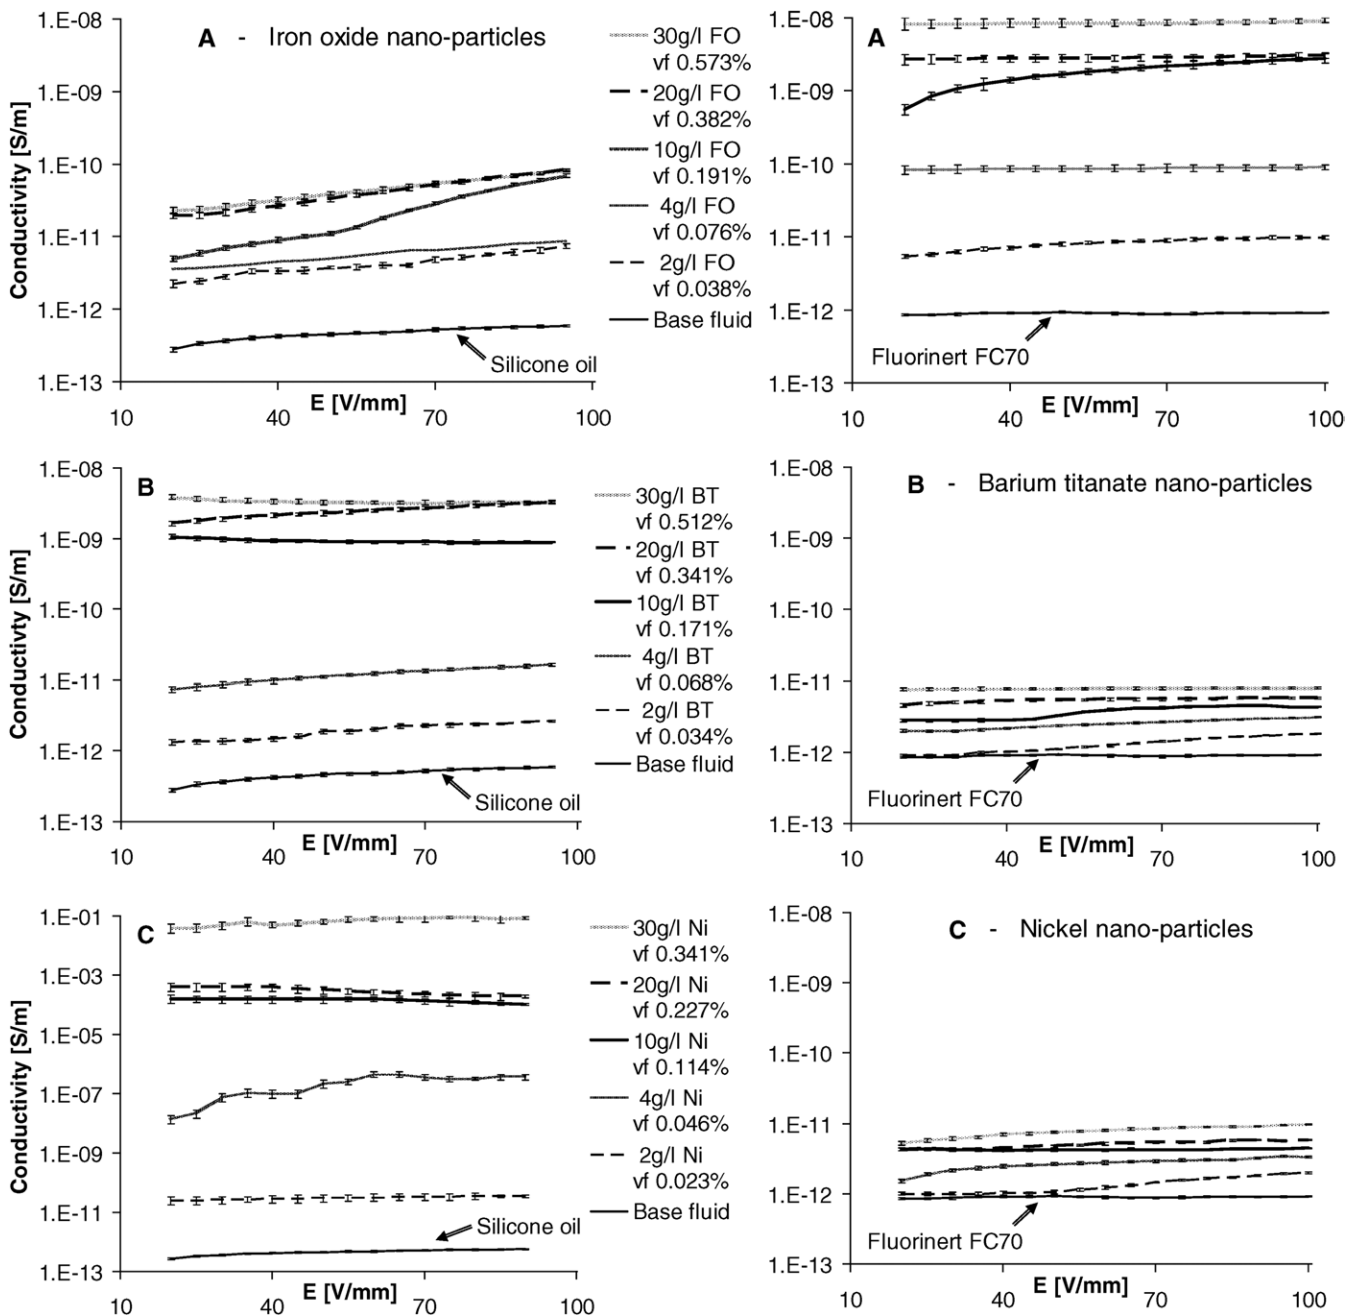 A - Iron oxide nano-particles
Conductivity [S/m]
1.E-08
1.E-09
1.E-10
1.E-11
1.E-12
1.E-13
10
40
70
100
E [V/mm]
Silicone oil
30g/l FO
vf 0.573%
20g/l FO
vf 0.382%
10g/l FO
vf 0.191%
4g/l FO
vf 0.076%
2g/l FO
vf 0.038%
Base fluid
A
1.E-08
1.E-09
1.E-10
1.E-11
1.E-12
1.E-13
Fluorinert FC70
10
40
70
100
E [V/mm]
B
Conductivty [S/m]
1.E-08
1.E-09
1.E-10
1.E-11
1.E-12
1.E-13
10
40
70
100
E [V/mm]
Silicone oil
30g/l BT
vf 0.512%
20g/l BT
vf 0.341%
10g/l BT
vf 0.171%
4g/l BT
vf 0.068%
2g/l BT
vf 0.034%
Base fluid
B - Barium titanate nano-particles
1.E-08
1.E-09
1.E-10
1.E-11
1.E-12
1.E-13
Fluorinert FC70
10
40
70
100
E [V/mm]
C
Conductivity [S/m]
1.E-01
1.E-03
1.E-05
1.E-07
1.E-09
1.E-11
1.E-13
10
40
70
100
E [V/mm]
Silicone oil
30g/l Ni
vf 0.341%
20g/l Ni
vf 0.227%
10g/l Ni
vf 0.114%
4g/l Ni
vf 0.046%
2g/l Ni
vf 0.023%
Base fluid
C - Nickel nano-particles
1.E-08
1.E-09
1.E-10
1.E-11
1.E-12
1.E-13
Fluorinert FC70
10
40
70
100
E [V/mm]